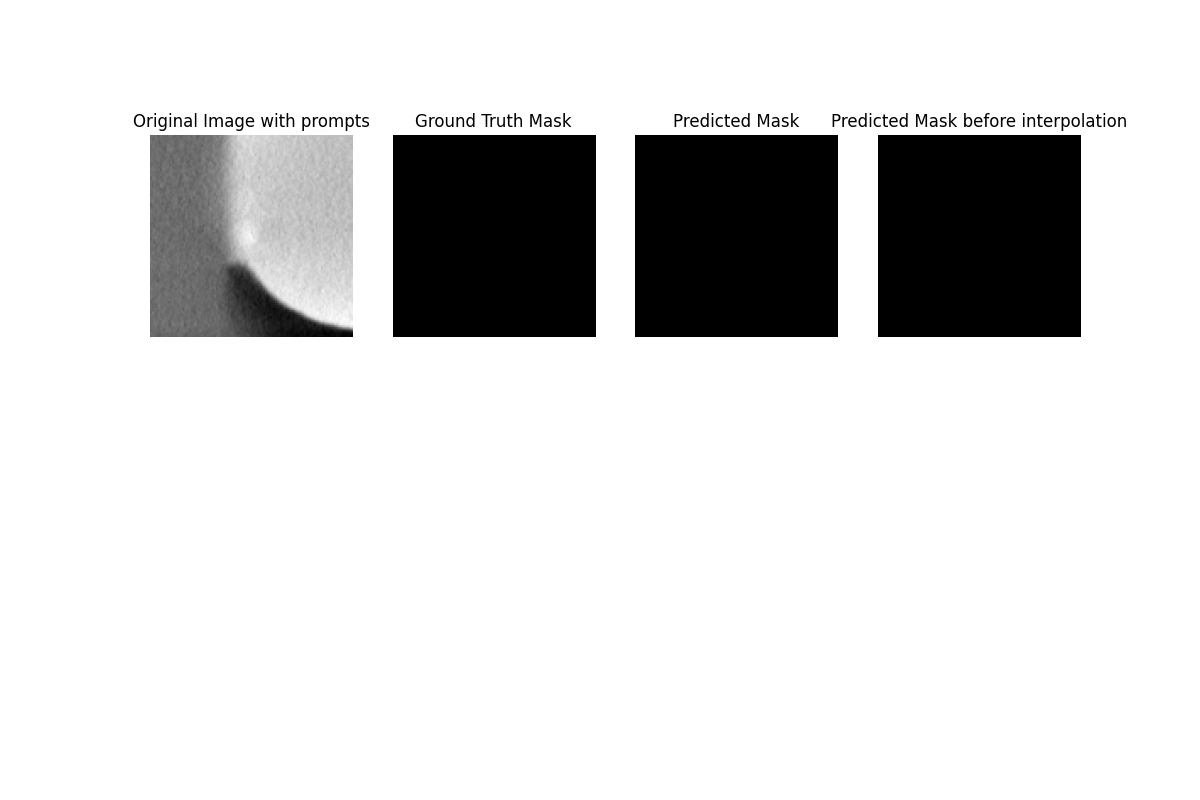 Original Image with prompts
Ground Truth Mask
Predicted Mask
Predicted Mask before interpolation